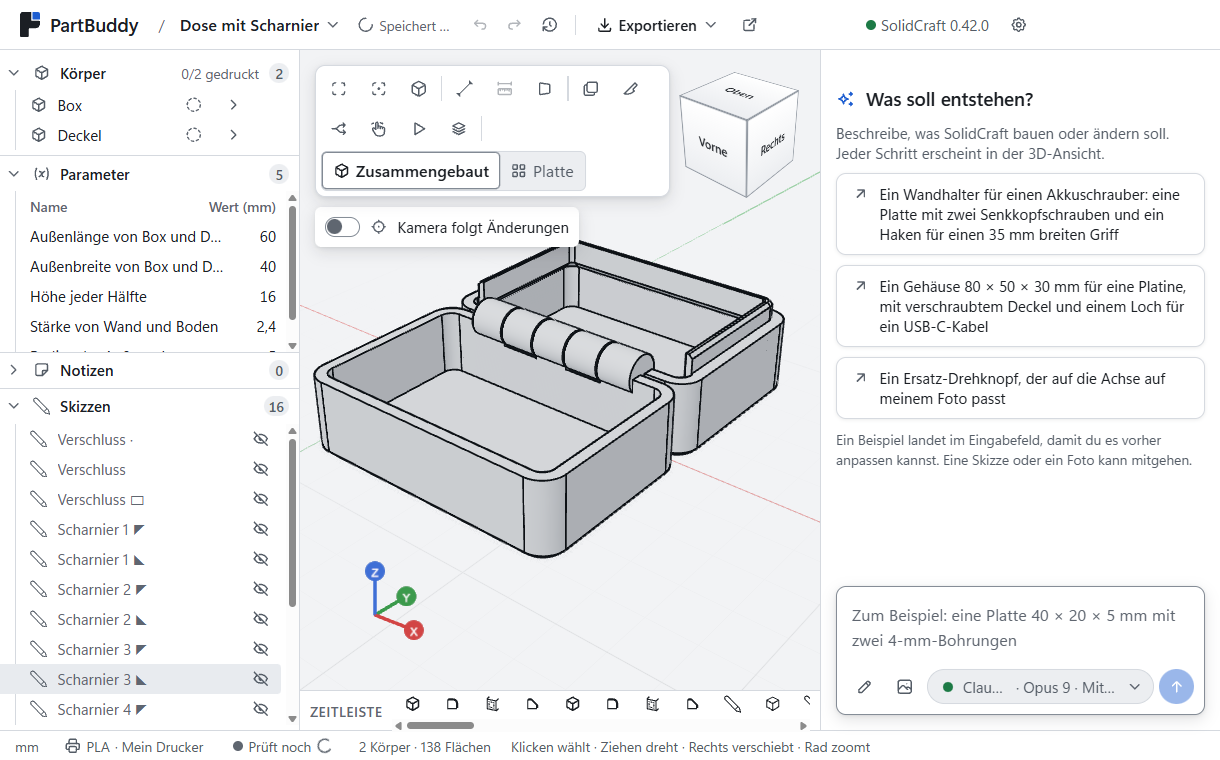 PartBuddy / Dose mit Scharnier Speichert ... Exportieren SolidCraft 0.42.0
Körper 0/2 gedruckt 2
Box
Deckel
Parameter 5
Name Wert (mm)
Außenlänge von Box und D... 60
Außenbreite von Box und D... 40
Höhe jeder Hälfte 16
Stärke von Wand und Boden 2,4
Notizen 0
Skizzen 16
Verschluss ·
Verschluss
Verschluss
Scharnier 1
Scharnier 1
Scharnier 2
Scharnier 2
Scharnier 3
Scharnier 3
Scharnier 4
Zusammengebaut Platte
Kamera folgt Änderungen
Oben
Vorne
Rechts
Z
Y
X
ZEITLEISTE
Was soll entstehen?
Beschreibe, was SolidCraft bauen oder ändern soll.
Jeder Schritt erscheint in der 3D-Ansicht.
Ein Wandhalter für einen Akkuschrauber: eine
Platte mit zwei Senkkopfschrauben und ein
Haken für einen 35 mm breiten Griff
Ein Gehäuse 80 × 50 × 30 mm für eine Platine,
mit verschraubtem Deckel und einem Loch für
ein USB-C-Kabel
Ein Ersatz-Drehknopf, der auf die Achse auf
meinem Foto passt
Ein Beispiel landet im Eingabefeld, damit du es vorher
anpassen kannst. Eine Skizze oder ein Foto kann mitgehen.
Zum Beispiel: eine Platte 40 × 20 × 5 mm mit
zwei 4-mm-Bohrungen
Clau... · Opus 9 · Mit...
mm PLA · Mein Drucker Prüft noch 2 Körper · 138 Flächen Klicken wählt · Ziehen dreht · Rechts verschiebt · Rad zoomt